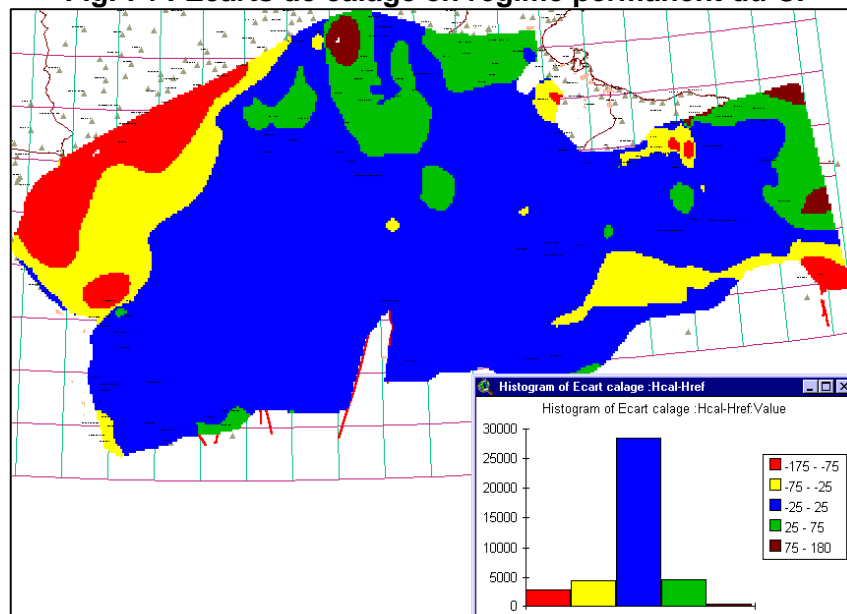 Histogram of Ecart calage :Hcal-Href
Histogram of Ecart calage :Hcal-Href:Value
30000
25000
20000
15000
10000
5000
0
-175 - -75
-75 - -25
-25 - 25
25 - 75
75 - 180